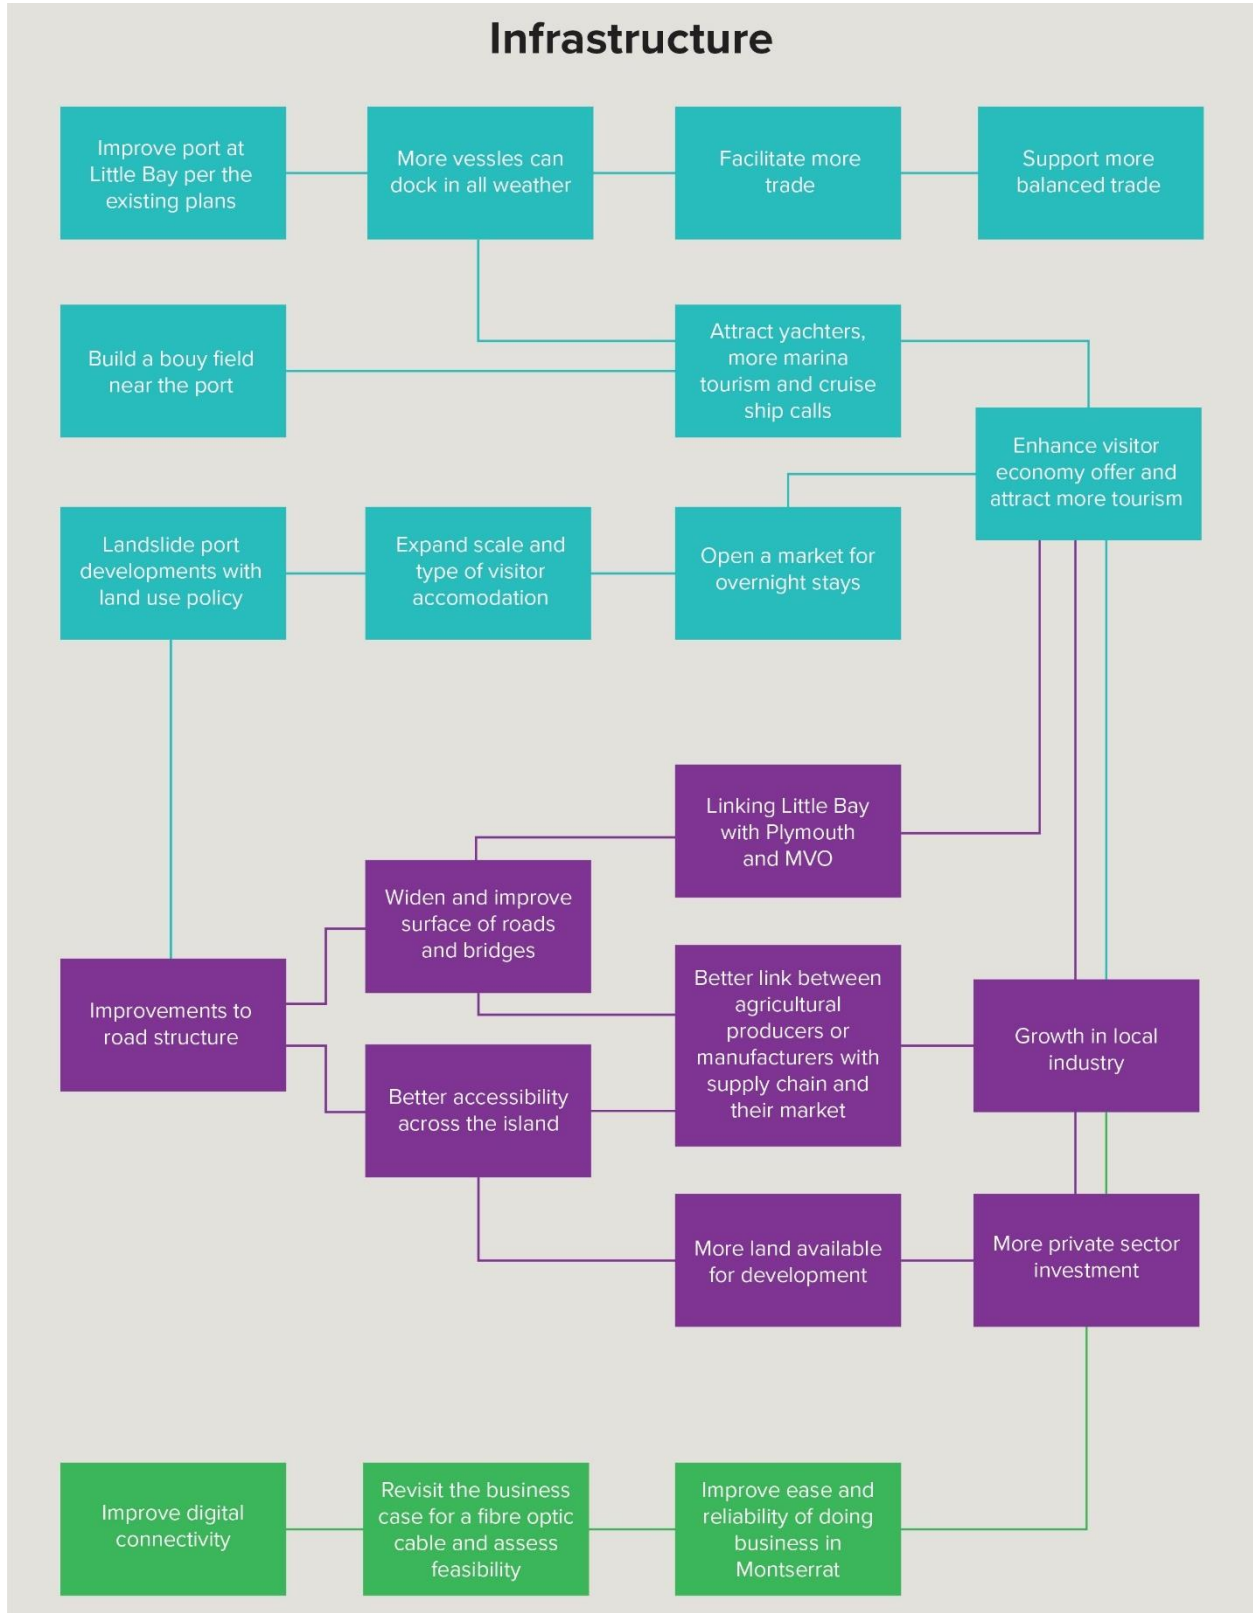 Infrastructure
Improve port at
Little Bay per the
existing plans
More vessles can
dock in all weather
Facilitate more
trade
Support more
balanced trade
Build a bouy field
near the port
Attract yachters,
more marina
tourism and cruise
ship calls
Enhance visitor
economy offer and
attract more tourism
Landslide port
developments with
land use policy
Expand scale and
type of visitor
accomodation
Open a market for
overnight stays
Linking Little Bay
with Plymouth
and MVO
Widen and improve
surface of roads
and bridges
Improvements to
road structure
Better link between
agricultural
producers or
manufacturers with
supply chain and
their market
Growth in local
industry
Better accessibility
across the island
More land available
for development
More private sector
investment
Improve digital
connectivity
Revisit the business
case for a fibre optic
cable and assess
feasibility
Improve ease and
reliability of doing
business in
Montserrat